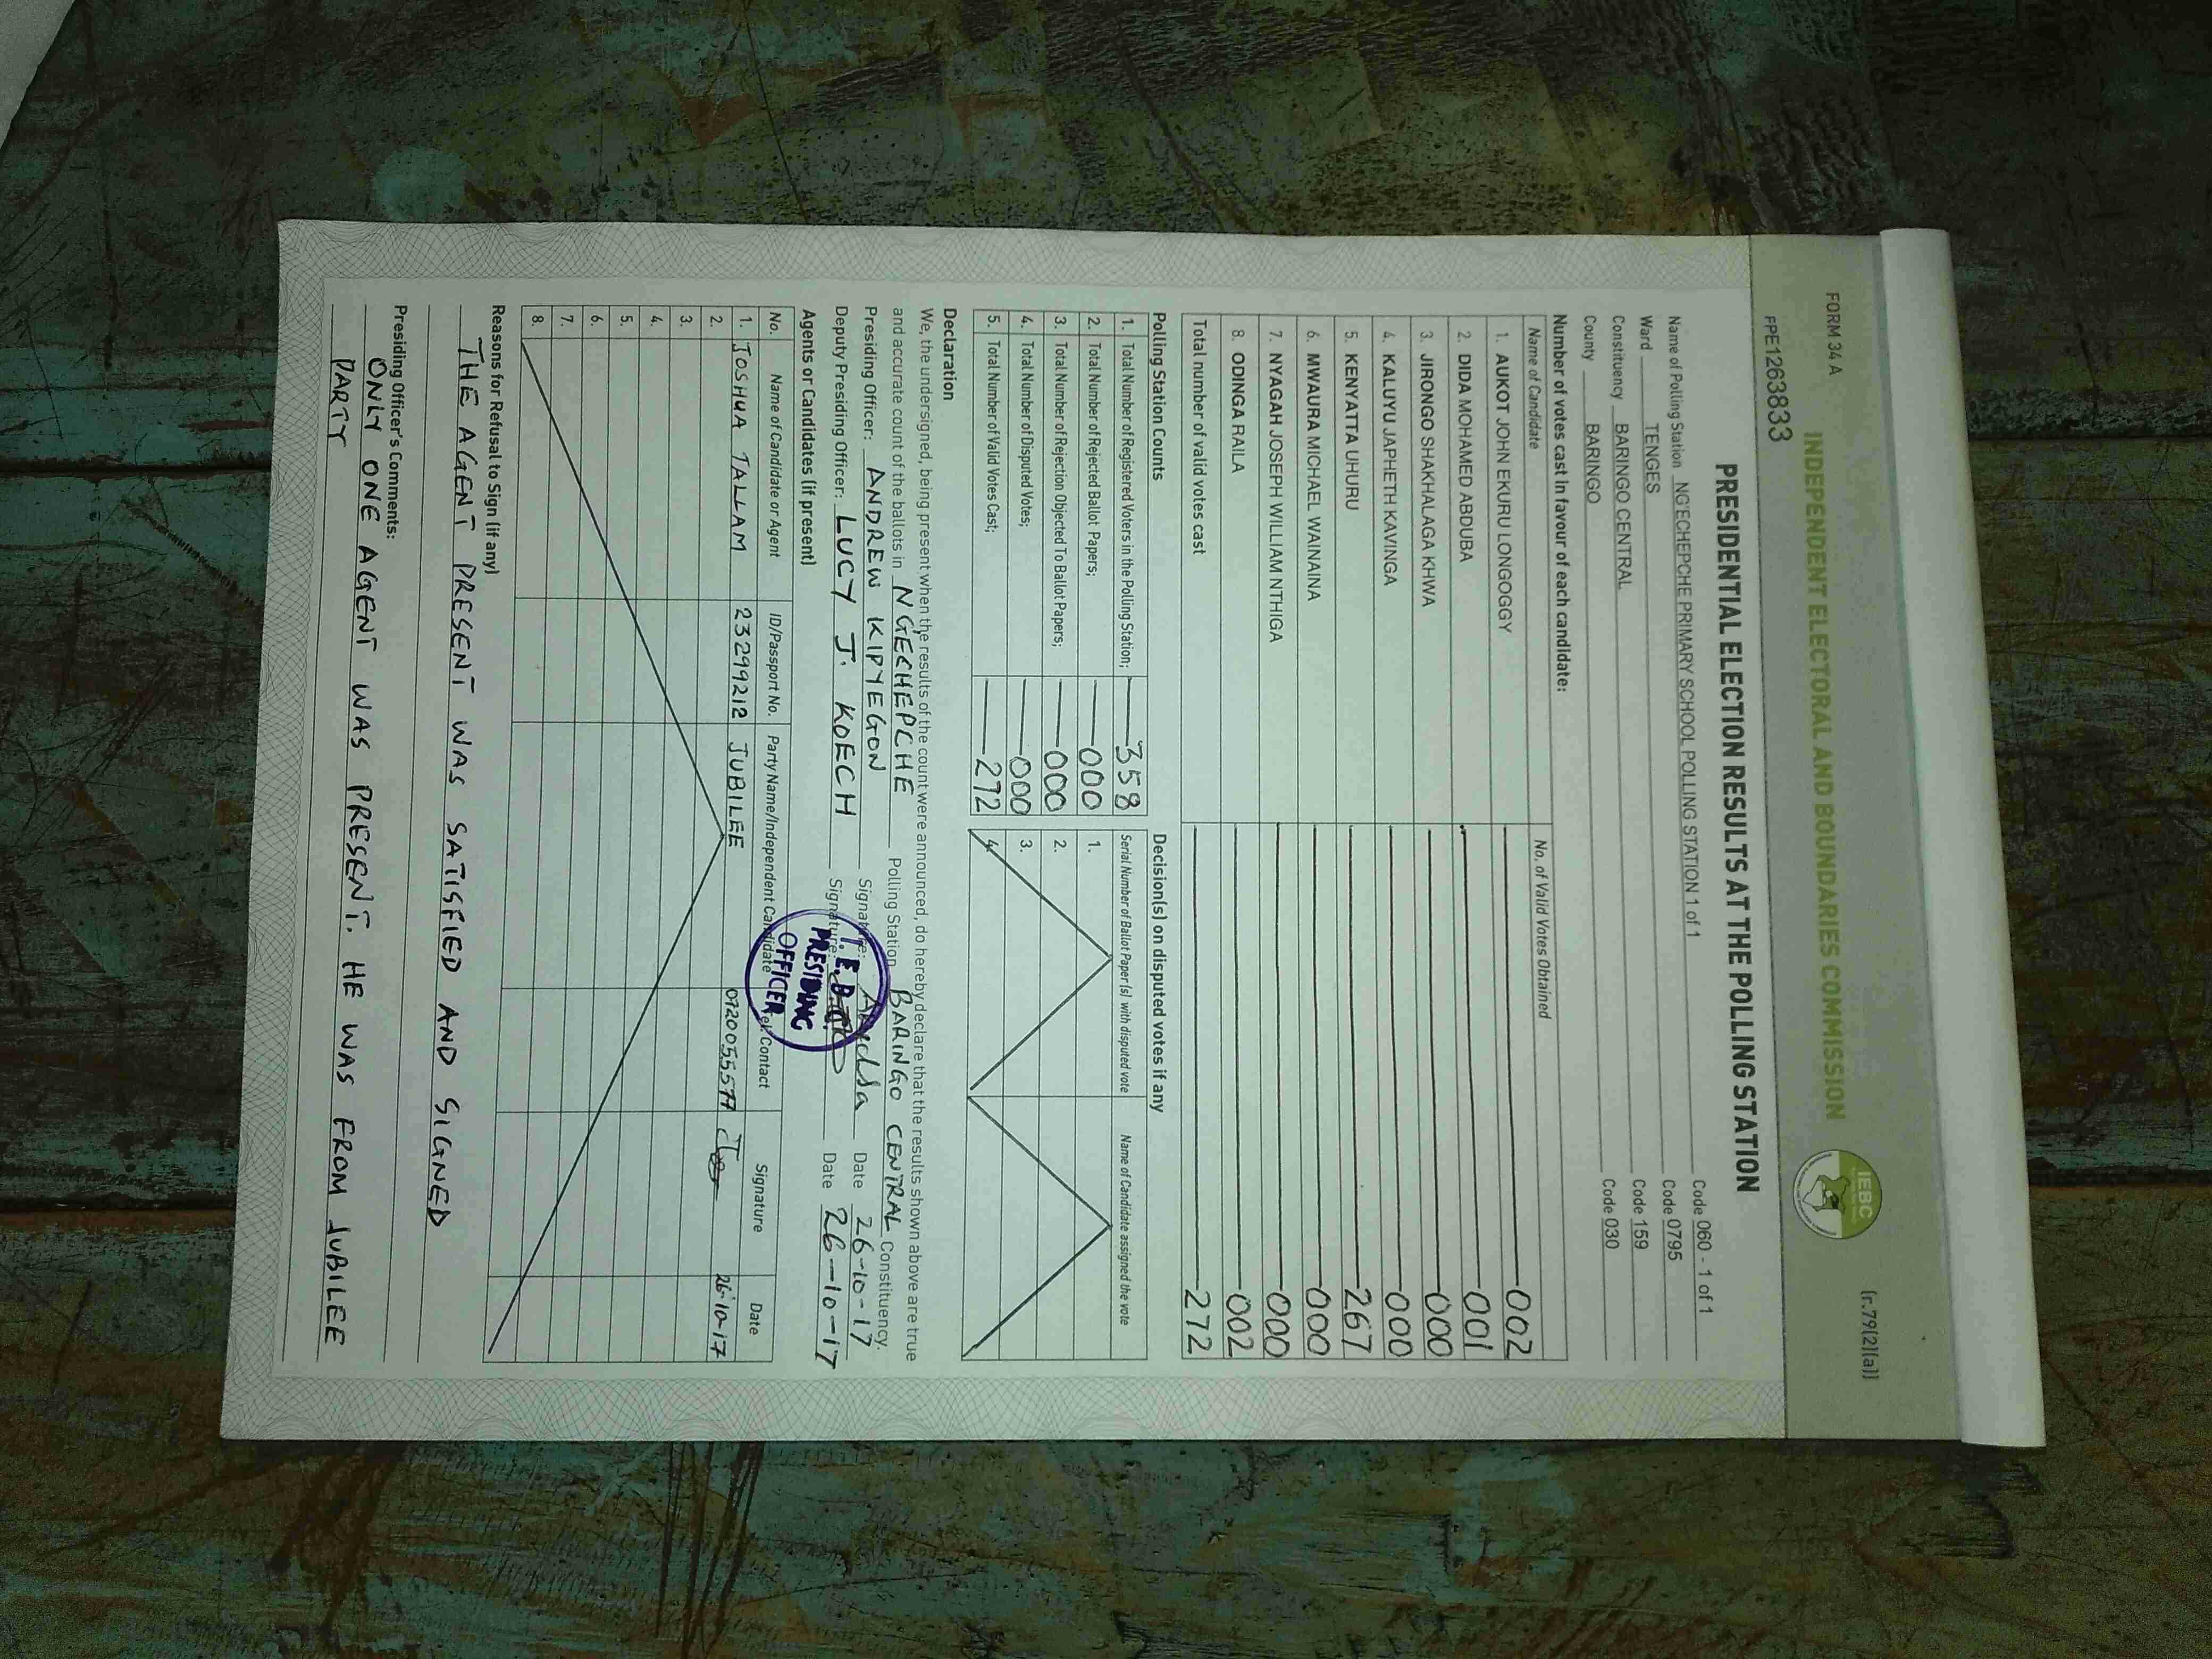 FORM 34 A
(r.79(2)(a))
INDEPENDENT ELECTORAL AND BOUNDARIES COMMISSION
IEBC
FPE1263833
PRESIDENTIAL ELECTION RESULTS AT THE POLLING STATION
Name of Polling Station NG'ECHEPCHE PRIMARY SCHOOL POLLING STATION 1 of 1 Code 060 - 1 of 1
Ward TENGES Code 0795
Constituency BARINGO CENTRAL Code 159
County BARINGO Code 030
Number of votes cast in favour of each candidate:
Name of Candidate No. of Valid Votes Obtained
1. AUKOT JOHN EKURU LONGOGGY 002
2. DIDA MOHAMED ABDUBA 001
3. JIRONGO SHAKHALAGA KHWA 000
4. KALUYU JAPHETH KAVINGA 000
5. KENYATTA UHURU 267
6. MWAURA MICHAEL WAINAINA 000
7. NYAGAH JOSEPH WILLIAM NTHIGA 000
8. ODINGA RAILA 002
Total number of valid votes cast 272
Polling Station Counts Decision(s) on disputed votes if any
1. Total Number of Registered Voters in the Polling Station; 358 Serial Number of Ballot Paper (s) with disputed vote Name of Candidate assigned the vote
2. Total Number of Rejected Ballot Papers; 000 1.
3. Total Number of Rejection Objected To Ballot Papers; 000 2.
4. Total Number of Disputed Votes; 000 3.
5. Total Number of Valid Votes Cast; 272 4
Declaration
We, the undersigned, being present when the results of the count were announced, do hereby declare that the results shown above are true
and accurate count of the ballots in NG'ECHEPCHE Polling Station BARINGO CENTRAL Constituency.
Presiding Officer: ANDREW KIPYEGON Signature: Date 26-10-17
Deputy Presiding Officer: LUCY J. KOECH Signature: Date 26-10-17
I.E.B.C.
PRESIDING
OFFICER
Agents or Candidates (if present)
No. Name of Candidate or Agent ID/Passport No. Party Name/Independent Candidate Tel. Contact Signature Date
1. JOSHUA TALLAM 23299212 JUBILEE 26-10-17
2.
3.
4.
5.
6.
7.
8.
Reasons for Refusal to Sign (if any)
THE AGENT PRESENT WAS SATISFIED AND SIGNED
Presiding Officer's Comments:
ONLY ONE AGENT WAS PRESENT. HE WAS FROM JUBILEE
PARTY